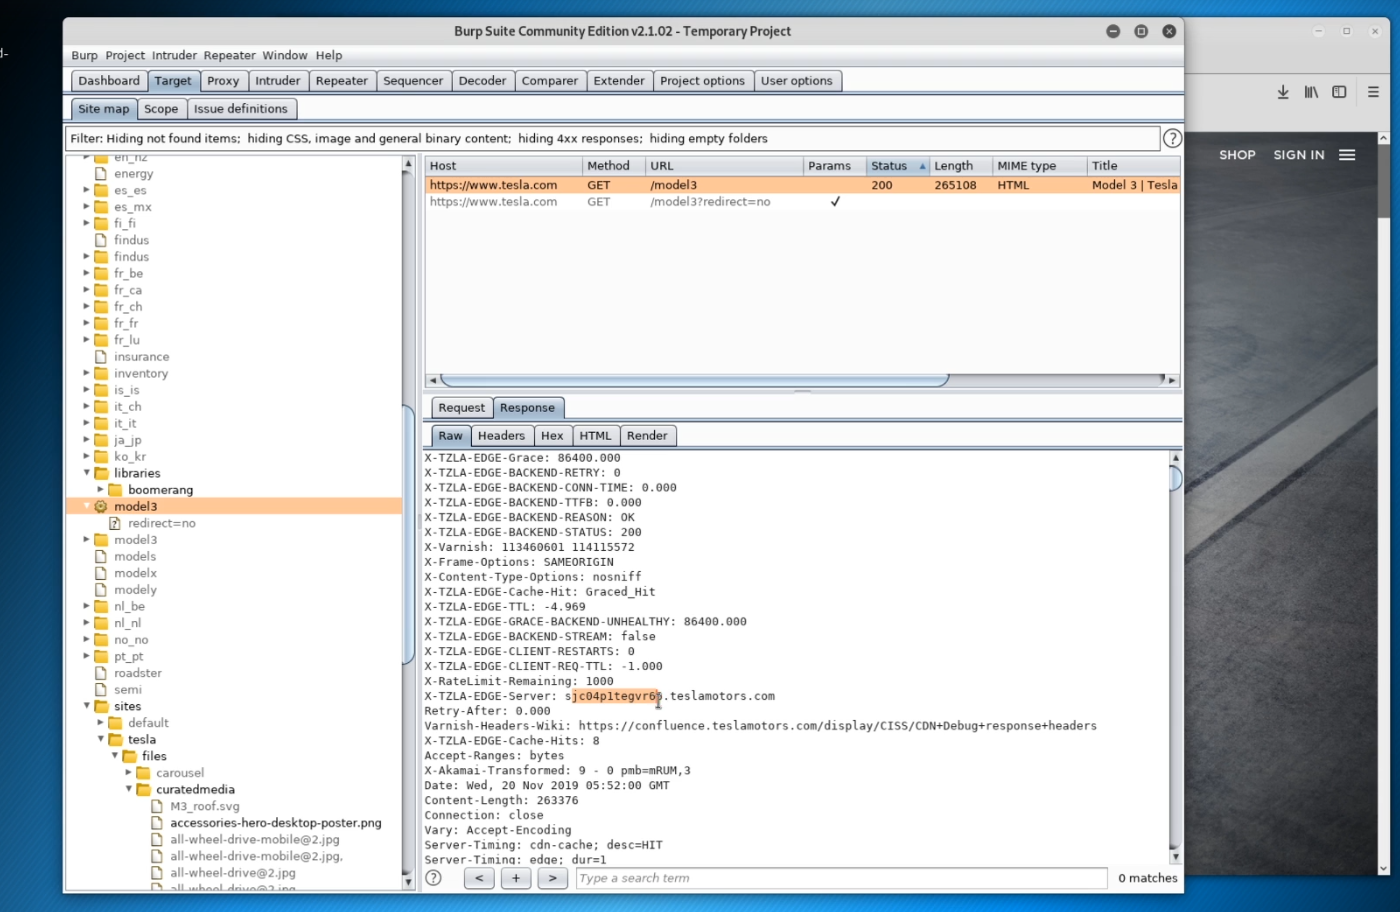 d-
Burp Suite Community Edition v2.1.02 - Temporary Project
Burp Project Intruder Repeater Window Help
Dashboard Target Proxy Intruder Repeater Sequencer Decoder Comparer Extender Project options User options
Site map Scope Issue definitions
Filter: Hiding not found items; hiding CSS, image and general binary content; hiding 4xx responses; hiding empty folders
?
en_nz
energy
es_es
es_mx
fi_fi
findus
findus
fr_be
fr_ca
fr_ch
fr_fr
fr_lu
insurance
inventory
is_is
it_ch
it_it
ja_jp
ko_kr
libraries
boomerang
model3
redirect=no
model3
models
modelx
modely
nl_be
nl_nl
no_no
pt_pt
roadster
semi
sites
default
tesla
files
carousel
curatedmedia
M3_roof.svg
accessories-hero-desktop-poster.png
all-wheel-drive-mobile@2.jpg
all-wheel-drive-mobile@2.jpg,
all-wheel-drive@2.jpg
all-wheel-drive@2.jpg
Host Method URL Params Status Length MIME type Title
https://www.tesla.com GET /model3 200 265108 HTML Model 3 | Tesla
https://www.tesla.com GET /model3?redirect=no ✓
Request Response
Raw Headers Hex HTML Render
X-TZLA-EDGE-Grace: 86400.000
X-TZLA-EDGE-BACKEND-RETRY: 0
X-TZLA-EDGE-BACKEND-CONN-TIME: 0.000
X-TZLA-EDGE-BACKEND-TTFB: 0.000
X-TZLA-EDGE-BACKEND-REASON: OK
X-TZLA-EDGE-BACKEND-STATUS: 200
X-Varnish: 113460601 114115572
X-Frame-Options: SAMEORIGIN
X-Content-Type-Options: nosniff
X-TZLA-EDGE-Cache-Hit: Graced_Hit
X-TZLA-EDGE-TTL: -4.969
X-TZLA-EDGE-GRACE-BACKEND-UNHEALTHY: 86400.000
X-TZLA-EDGE-BACKEND-STREAM: false
X-TZLA-EDGE-CLIENT-RESTARTS: 0
X-TZLA-EDGE-CLIENT-REQ-TTL: -1.000
X-RateLimit-Remaining: 1000
X-TZLA-EDGE-Server:
Retry-After: 0.000
Varnish-Headers-Wiki: https://confluence.teslamotors.com/display/CISS/CDN+Debug+response+headers
X-TZLA-EDGE-Cache-Hits: 8
Accept-Ranges: bytes
X-Akamai-Transformed: 9 - 0 pmb=mRUM,3
Date: Wed, 20 Nov 2019 05:52:00 GMT
Content-Length: 263376
Connection: close
Vary: Accept-Encoding
Server-Timing: cdn-cache; desc=HIT
Server-Timing: edge; dur=1
? < + > Type a search term 0 matches
SHOP SIGN IN